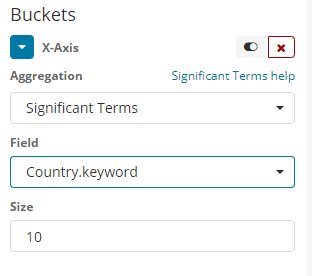 Buckets
X-Axis
Aggregation Significant Terms help
Significant Terms
Field
Country.keyword
Size
10